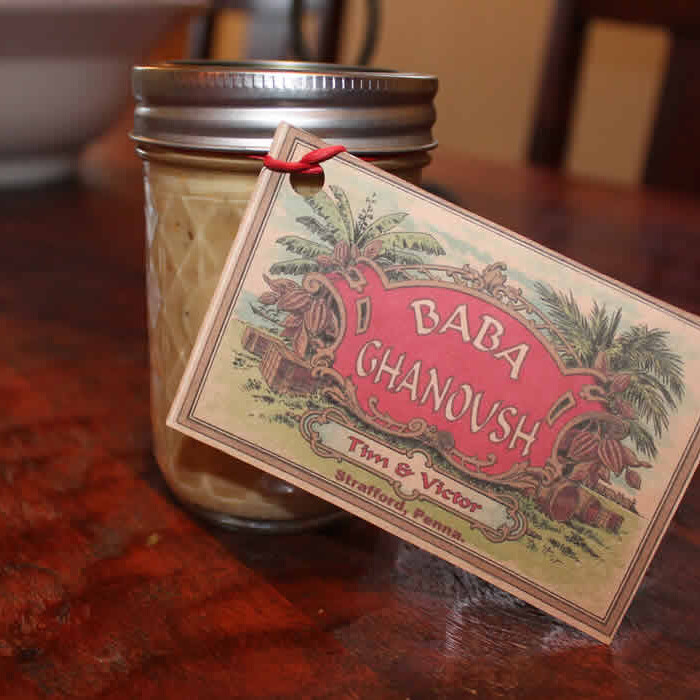 BABA
GHANOUSH
Tim & Victor
Strafford, Penna.